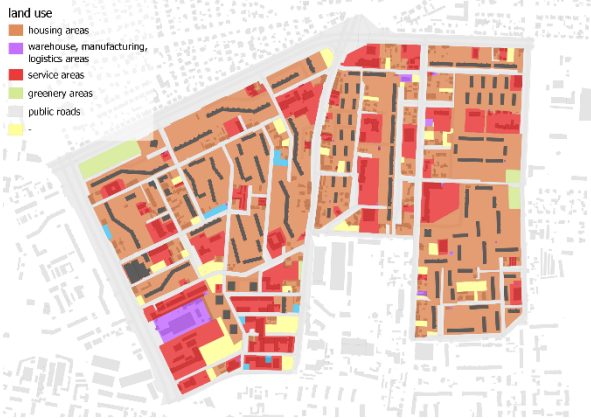 land use
housing areas
warehouse, manufacturing,
logistics areas
service areas
greenery areas
public roads
-